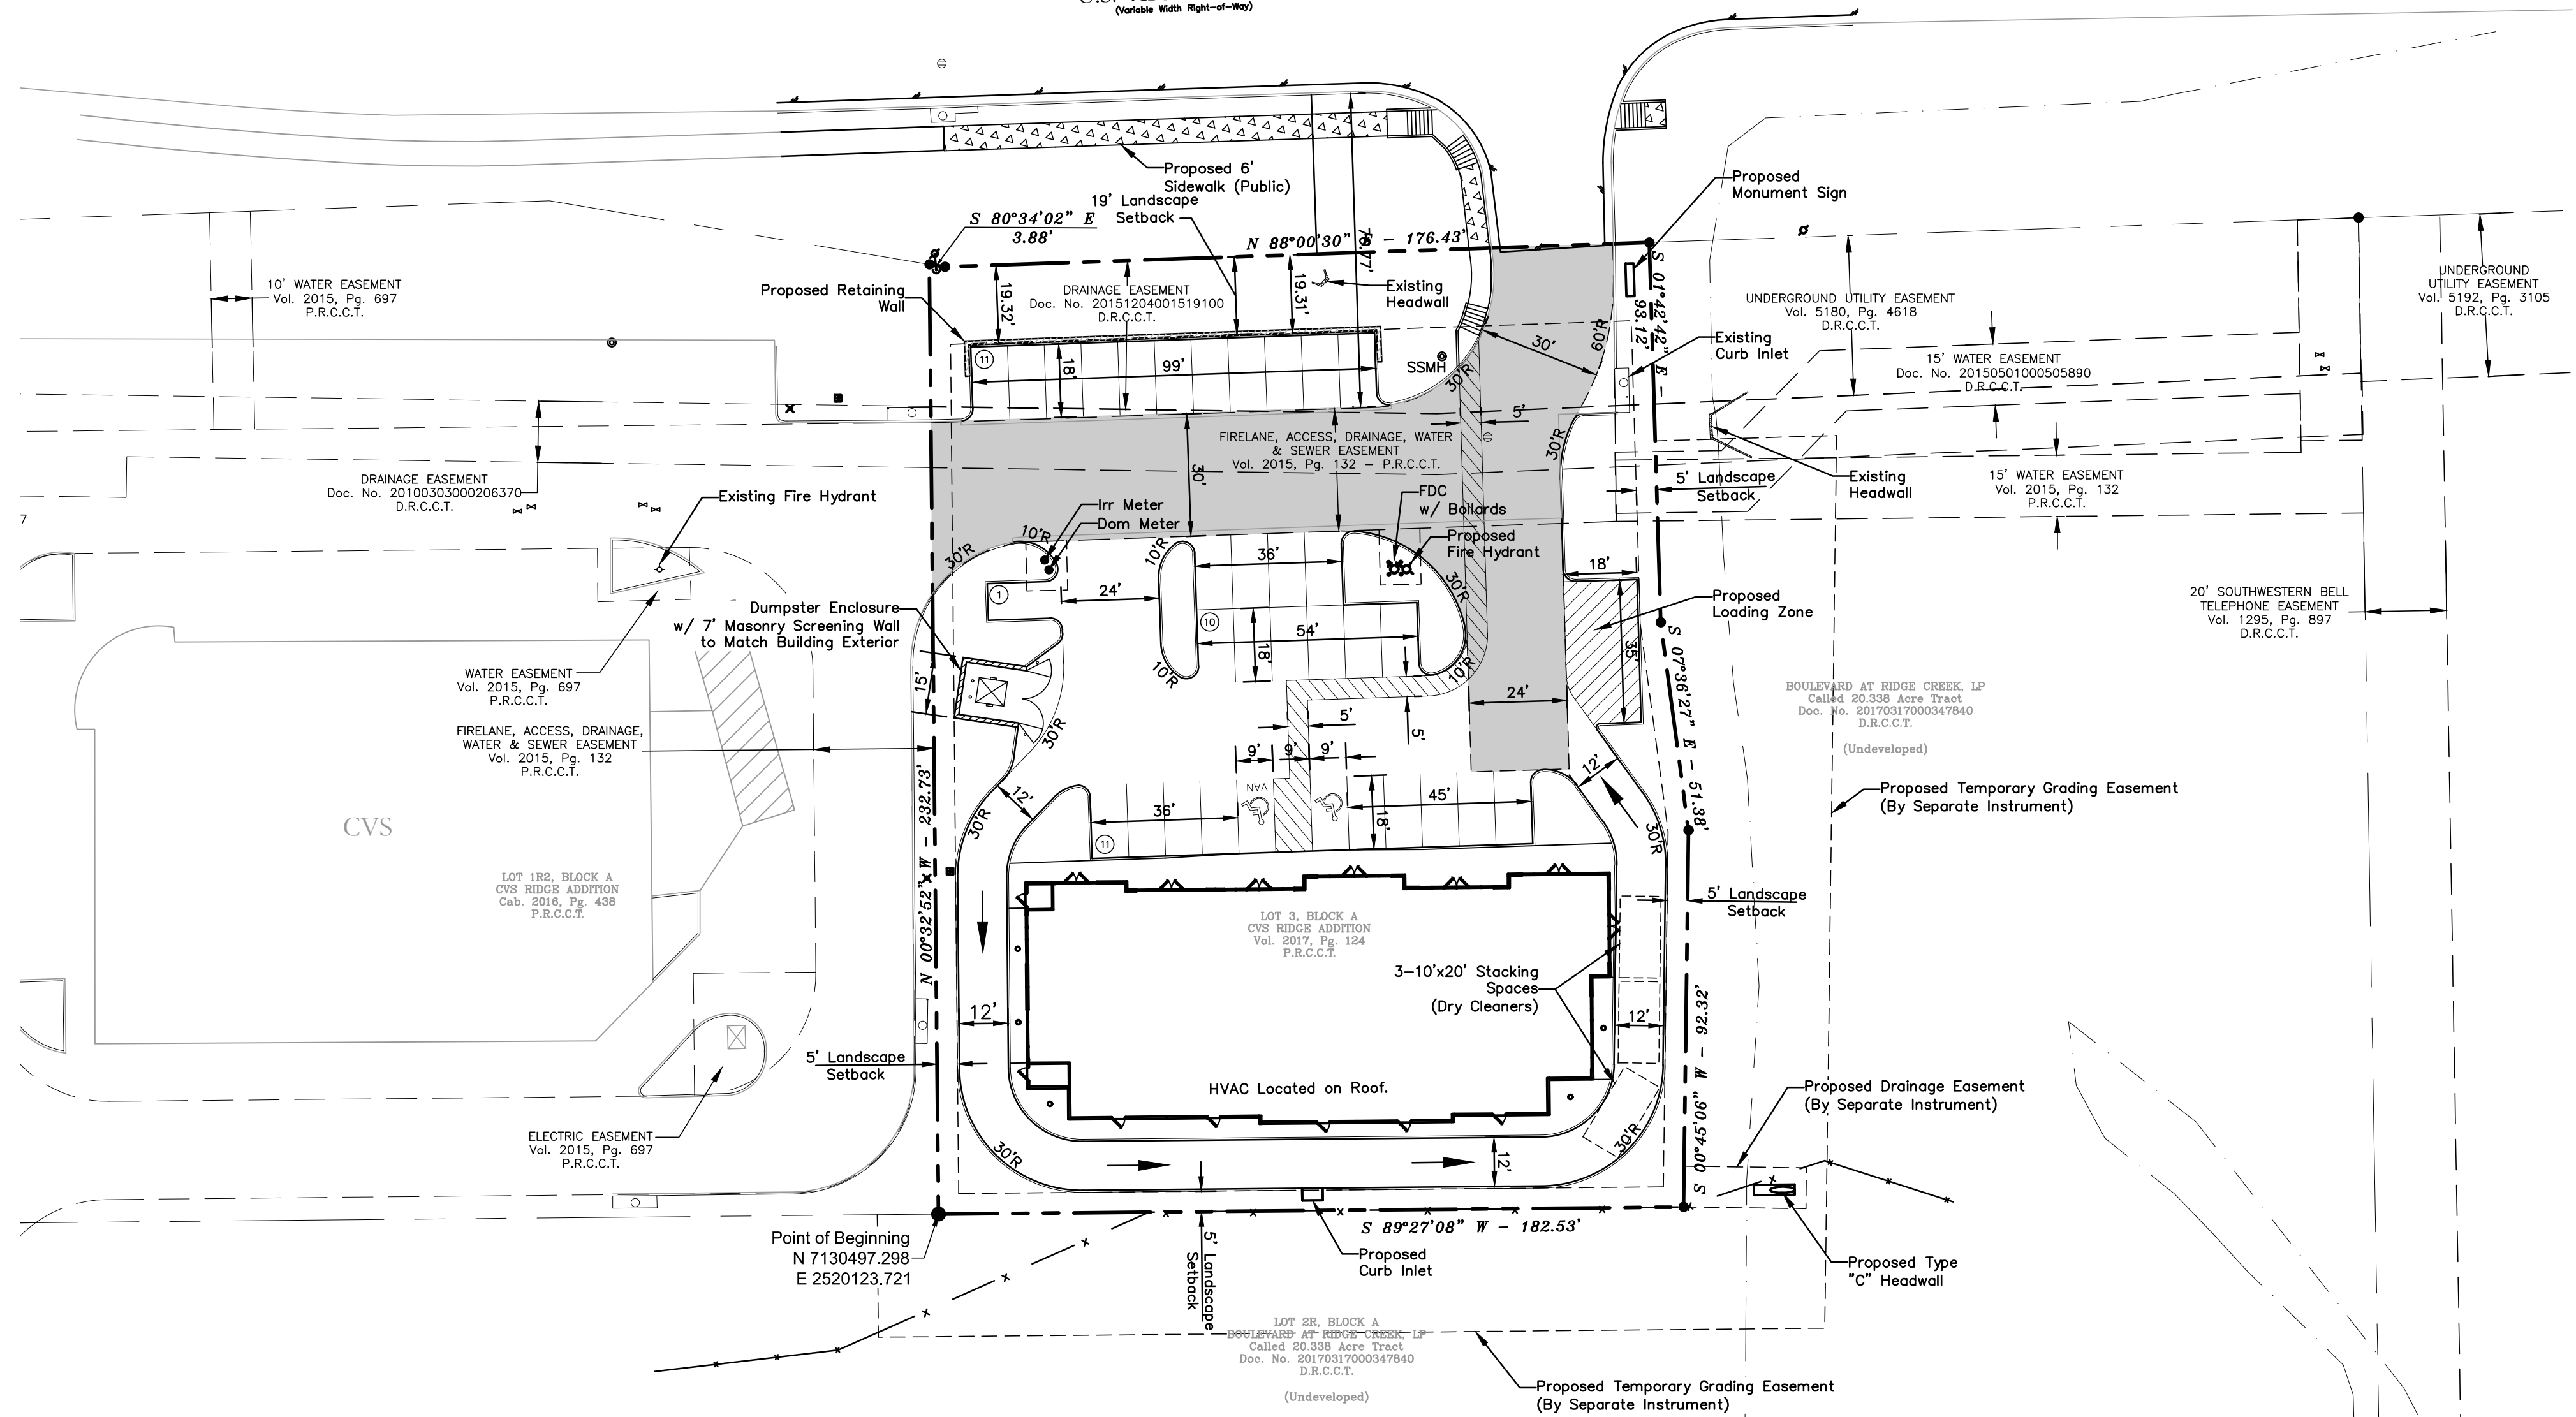 (Variable Width Right-of-Way)
Proposed 6'
Sidewalk (Public)
19' Landscape
Setback
Proposed
Monument Sign
S 80°34'02" E
3.88'
N 88°00'30"
- 176.43'
S 01°42'42" E -
93.12'
10' WATER EASEMENT
Vol. 2015, Pg. 697
P.R.C.C.T.
Proposed Retaining
Wall
19.32'
DRAINAGE EASEMENT
Doc. No. 20151204001519100
D.R.C.C.T.
19.31'
Existing
Headwall
UNDERGROUND UTILITY EASEMENT
Vol. 5180, Pg. 4618
D.R.C.C.T.
UNDERGROUND
UTILITY EASEMENT
Vol. 5192, Pg. 3105
D.R.C.C.T.
60'R
30'
Existing
Curb Inlet
11
18'
99'
SSMH
30'R
15' WATER EASEMENT
Doc. No. 20150501000505890
D.R.C.C.T.
5'
FIRELANE, ACCESS, DRAINAGE, WATER
& SEWER EASEMENT
Vol. 2015, Pg. 132 - P.R.C.C.T.
30'
30'R
DRAINAGE EASEMENT
Doc. No. 20100303000206370
D.R.C.C.T.
Existing Fire Hydrant
7
Irr Meter
Dom Meter
FDC
w/ Bollards
Proposed
Fire Hydrant
5' Landscape
Setback
Existing
Headwall
15' WATER EASEMENT
Vol. 2015, Pg. 132
P.R.C.C.T.
10'R
30'R
10'R
36'
30'R
18'
1
24'
10
18'
54'
10'R
10'R
Dumpster Enclosure
w/ 7' Masonry Screening Wall
to Match Building Exterior
Proposed
Loading Zone
35'
S 07°36'27" E - 51.38'
20' SOUTHWESTERN BELL
TELEPHONE EASEMENT
Vol. 1295, Pg. 897
D.R.C.C.T.
WATER EASEMENT
Vol. 2015, Pg. 697
P.R.C.C.T.
15'
24'
BOULEVARD AT RIDGE CREEK, LP
Called 20.338 Acre Tract
Doc. No. 20170317000347840
D.R.C.C.T.
(Undeveloped)
FIRELANE, ACCESS, DRAINAGE,
WATER & SEWER EASEMENT
Vol. 2015, Pg. 132
P.R.C.C.T.
30'R
5'
5'
9'
9'
9'
12'
12'
VAN
36'
45'
18'
30'R
30'R
11
Proposed Temporary Grading Easement
(By Separate Instrument)
CVS
N 00°32'52" W - 232.73'
LOT 1R2, BLOCK A
CVS RIDGE ADDITION
Cab. 2016, Pg. 438
P.R.C.C.T.
LOT 3, BLOCK A
CVS RIDGE ADDITION
Vol. 2017, Pg. 124
P.R.C.C.T.
5' Landscape
Setback
3-10'x20' Stacking
Spaces
(Dry Cleaners)
12'
12'
S 00°45'06" W - 92.32'
5' Landscape
Setback
HVAC Located on Roof.
Proposed Drainage Easement
(By Separate Instrument)
ELECTRIC EASEMENT
Vol. 2015, Pg. 697
P.R.C.C.T.
30'R
12'
30'R
S 89°27'08" W - 182.53'
Point of Beginning
N 7130497.298
E 2520123.721
5' Landscape
Setback
Proposed
Curb Inlet
Proposed Type
"C" Headwall
LOT 2R, BLOCK A
BOULEVARD AT RIDGE CREEK, LP
Called 20.338 Acre Tract
Doc. No. 20170317000347840
D.R.C.C.T.
(Undeveloped)
Proposed Temporary Grading Easement
(By Separate Instrument)